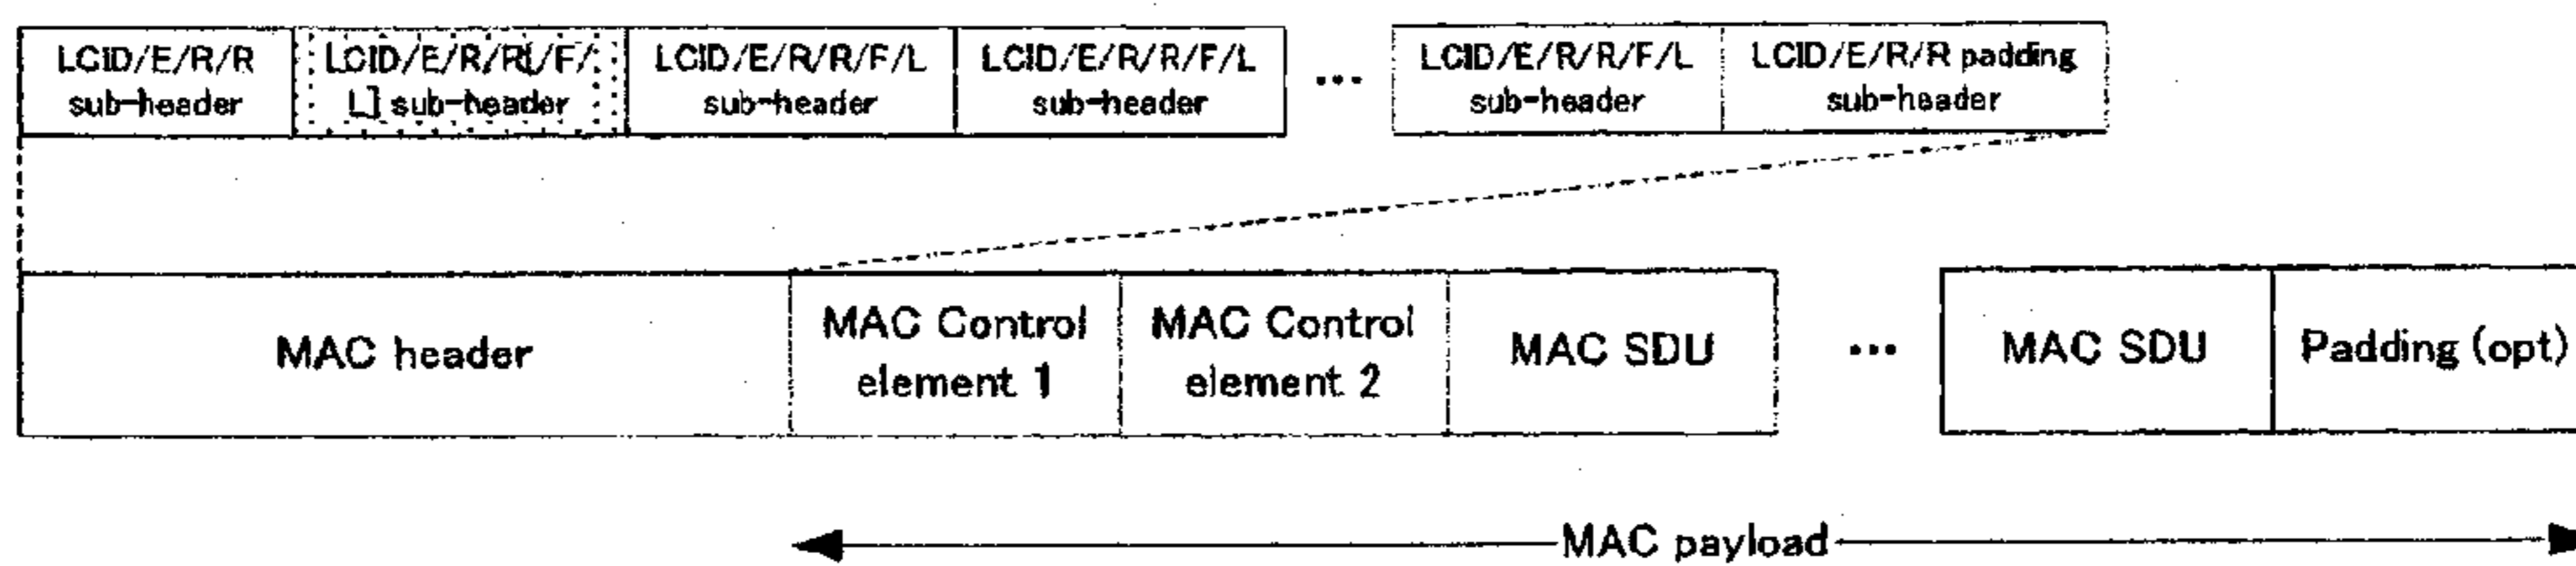 LCID/E/R/R
sub-header
LCID/E/R/R[/F/
L] sub-header
LCID/E/R/R/F/L
sub-header
LCID/E/R/R/F/L
sub-header
...
LCID/E/R/R/F/L
sub-header
LCID/E/R/R padding
sub-header
MAC header
MAC Control
element 1
MAC Control
element 2
MAC SDU
...
MAC SDU
Padding (opt)
MAC payload